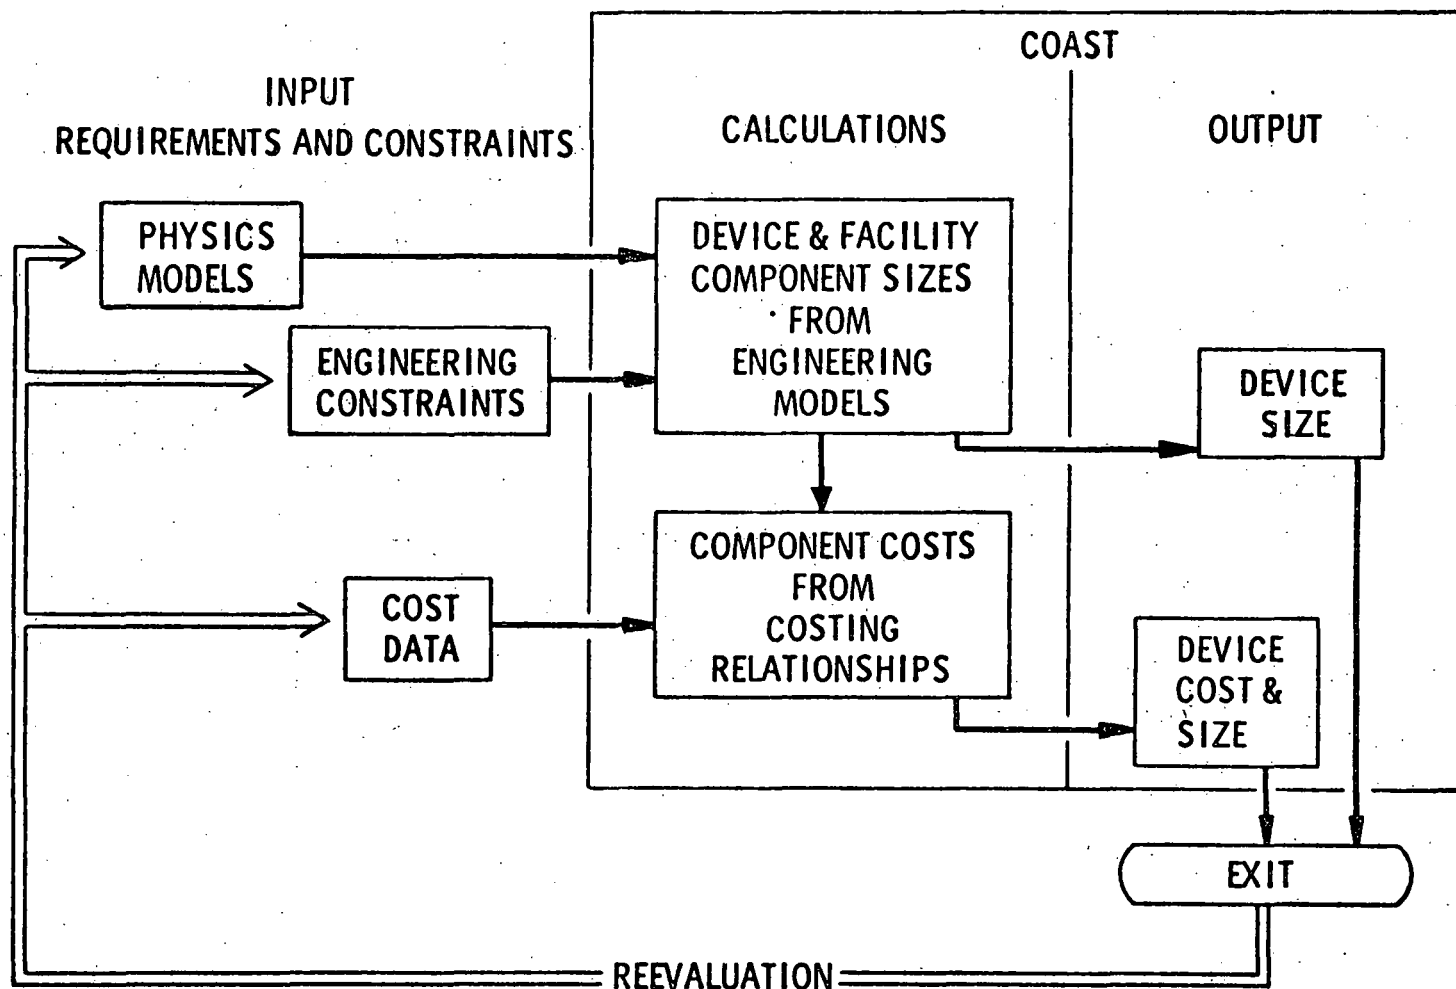 COAST
INPUT
REQUIREMENTS AND CONSTRAINTS
CALCULATIONS
OUTPUT
PHYSICS
MODELS
DEVICE & FACILITY
COMPONENT SIZES
FROM
ENGINEERING
MODELS
ENGINEERING
CONSTRAINTS
DEVICE
SIZE
COMPONENT COSTS
FROM
COSTING
RELATIONSHIPS
COST
DATA
DEVICE
COST &
SIZE
EXIT
REEVALUATION